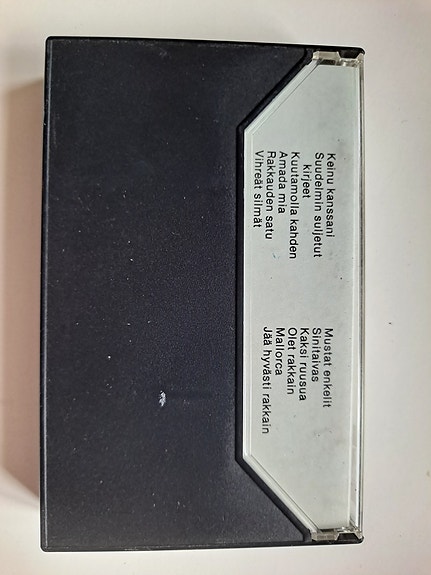 Keinu kanssani
Suudelmin suljetut
kirjeet
Kuutamolla kahden
Amada mia
Rakkauden satu
Vihreät silmät
Mustat enkelit
Sinitaivas
Kaksi ruusua
Olet rakkain
Mallorca
Jää hyvästi rakkain